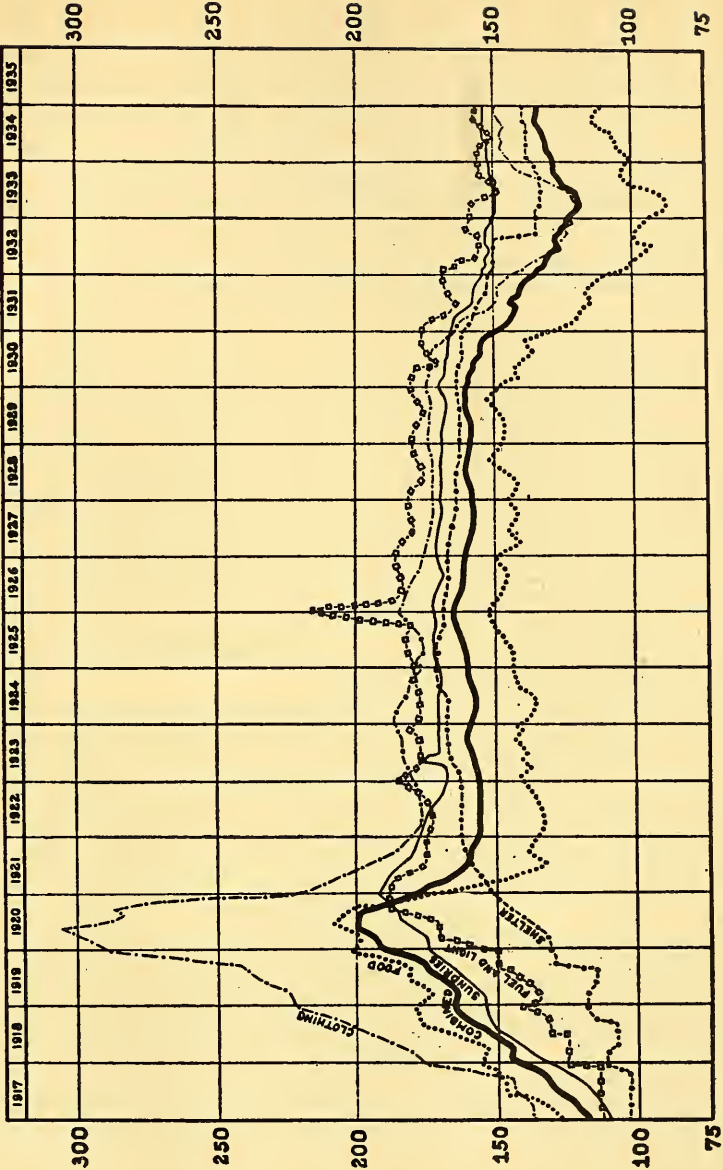 1917 1918 1919 1920 1921 1922 1923 1924 1925 1926 1927 1928 1929 1930 1931 1932 1933 1934 1935
300 300
250 250
200 200
150 150
100 100
75 75
CLOTHING
FOOD
COMBINED
SUNDRIES
FUEL AND LIGHT
SHELTER